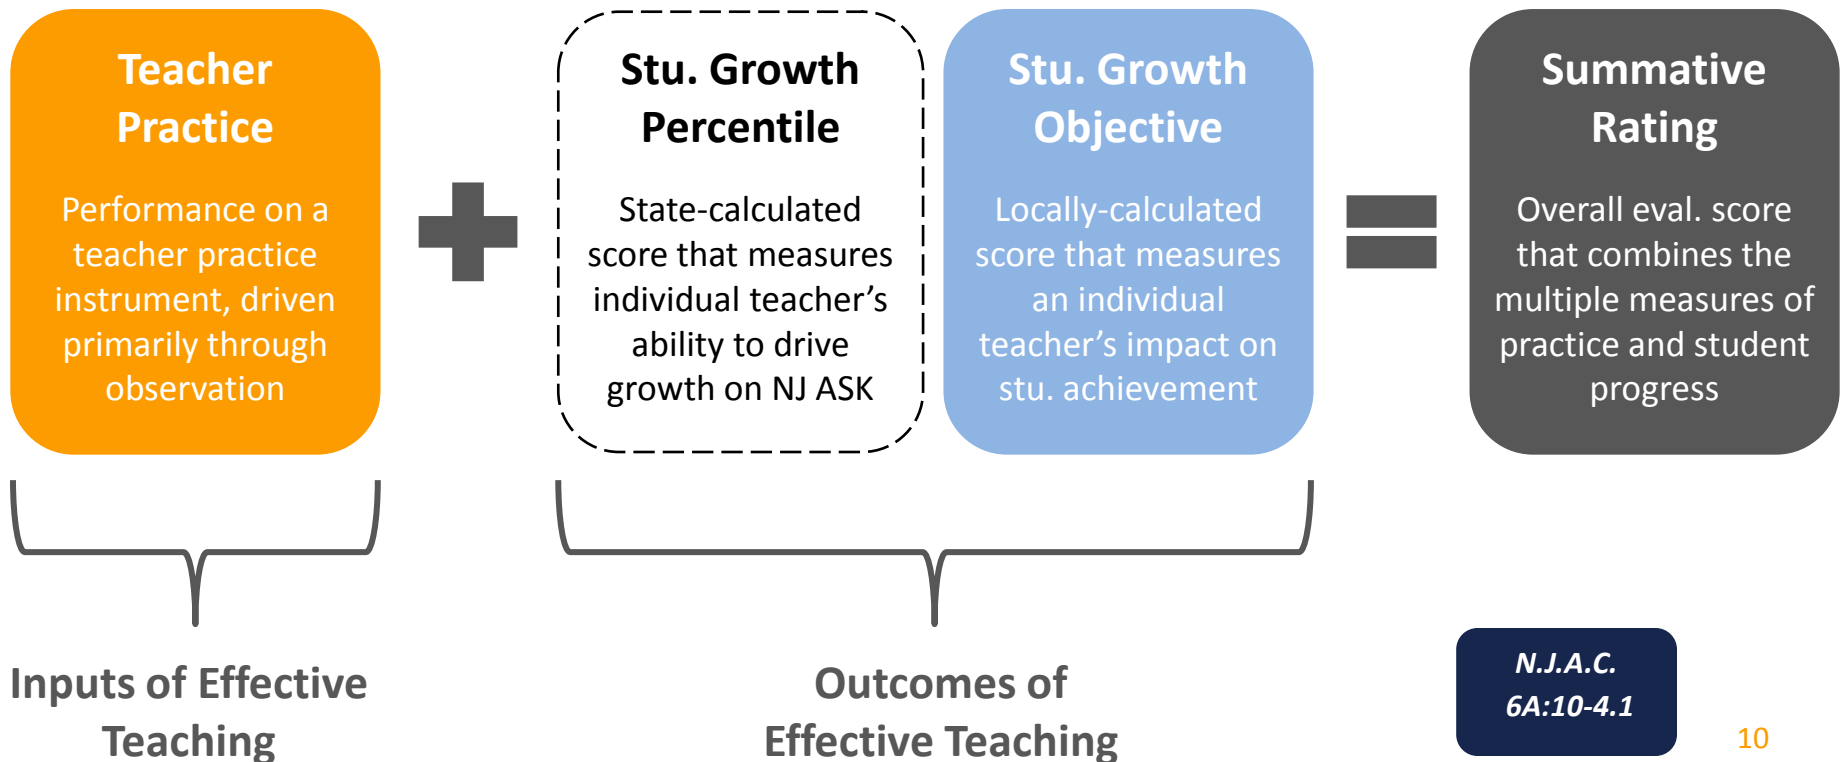 Teacher
Practice
Performance on a
teacher practice
instrument, driven
primarily through
observation
Stu. Growth
Percentile
State-calculated
score that measures
individual teacher’s
ability to drive
growth on NJ ASK
Stu. Growth
Objective
Locally-calculated
score that measures
an individual
teacher’s impact on
stu. achievement
Summative
Rating
Overall eval. score
that combines the
multiple measures of
practice and student
progress
Inputs of Effective
Teaching
Outcomes of
Effective Teaching
N.J.A.C.
6A:10-4.1
10